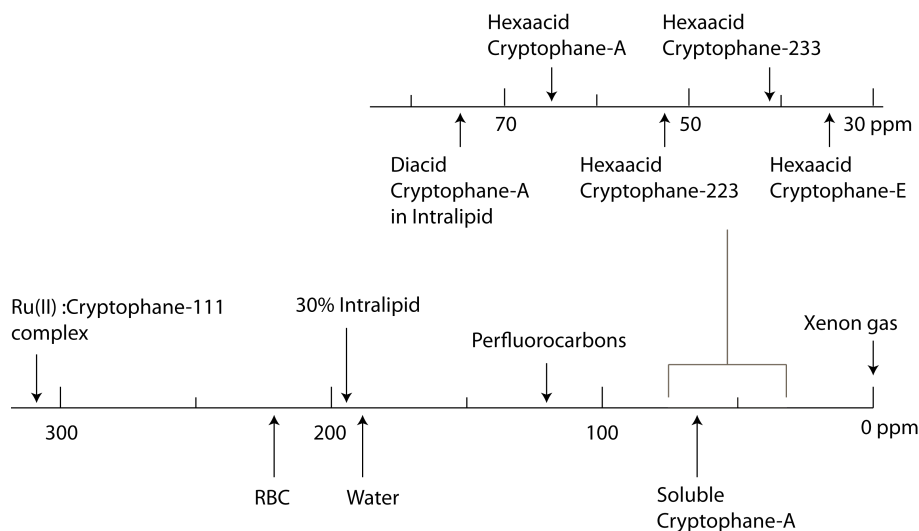 Hexaacid
Cryptophane-A
Hexaacid
Cryptophane-233
70
50
30 ppm
Diacid
Cryptophane-A
in Intralipid
Hexaacid
Cryptophane-223
Hexaacid
Cryptophane-E
Ru(II) :Cryptophane-111
complex
30% Intralipid
Perfluorocarbons
Xenon gas
300
200
100
0 ppm
RBC
Water
Soluble
Cryptophane-A